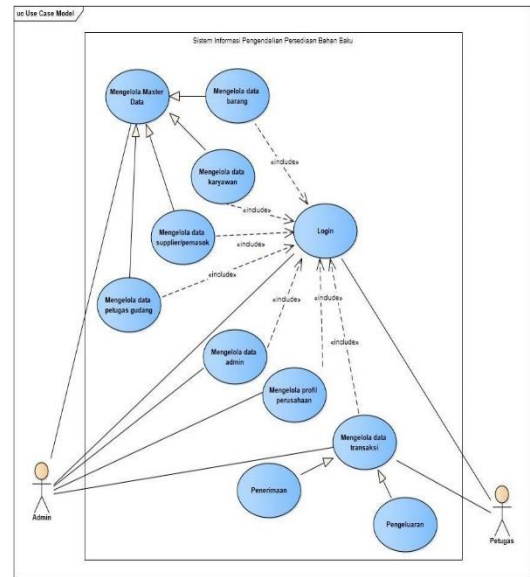 uc Use Case Model
Sistem Informasi Pengendalian Persediaan Bahan Baku
Mengelola Master
Data
Mengelola data
barang
Mengelola data
karyawan
«include»
«include»
Mengelola data
supplier/pemasok
«include»
Login
«include»
Mengelola data
petugas gudang
Mengelola data
admin
«include»
«include»
«include»
Mengelola profil
perusahaan
Mengelola data
transaksi
Penerimaan
Pengeluaran
Admin
Petugas